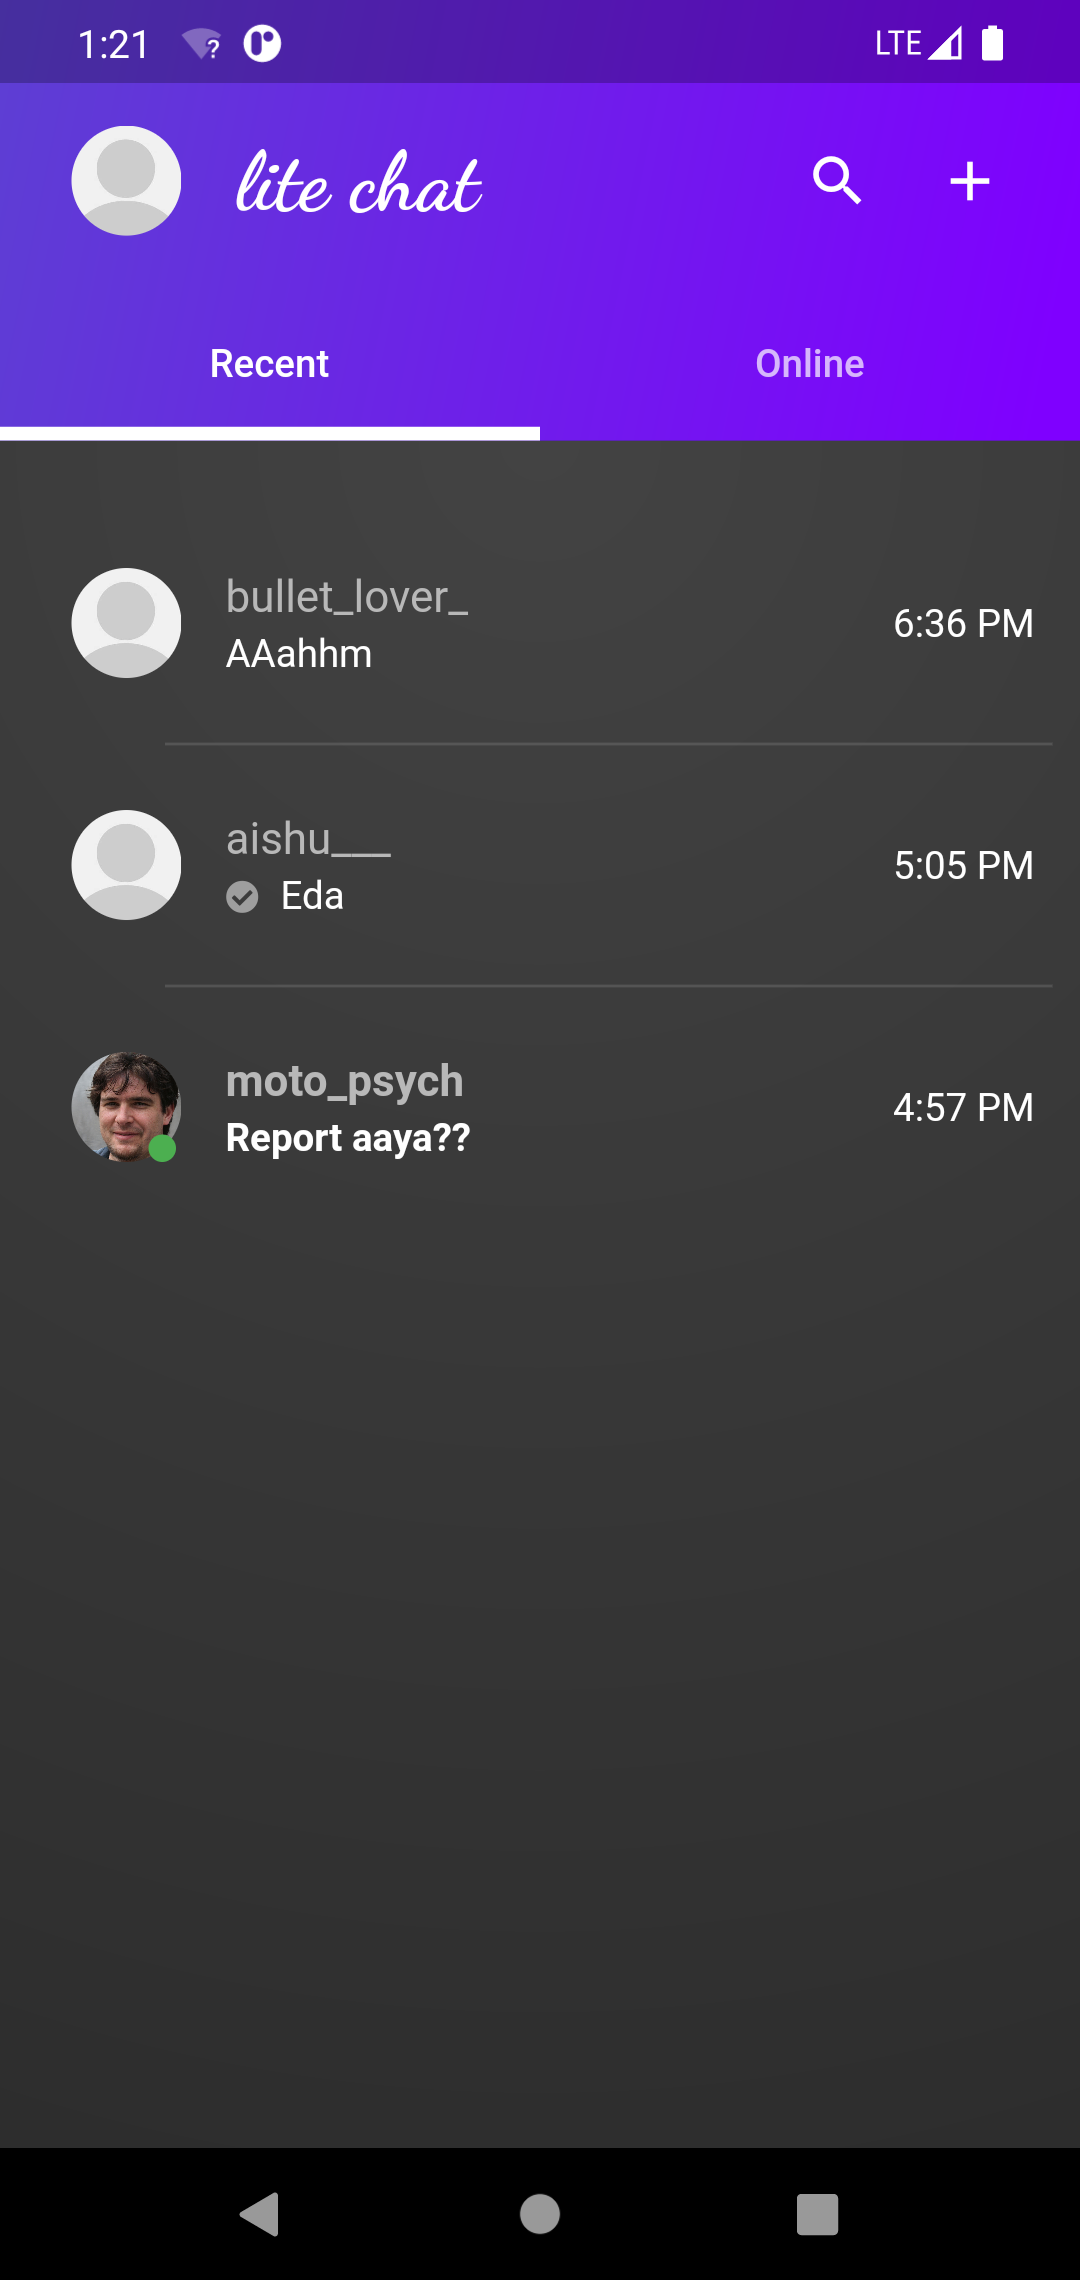 1:21
LTE
lite chat
Recent
Online
bullet_lover_
AAahhm
6:36 PM
aishu___
Eda
5:05 PM
moto_psych
Report aaya??
4:57 PM